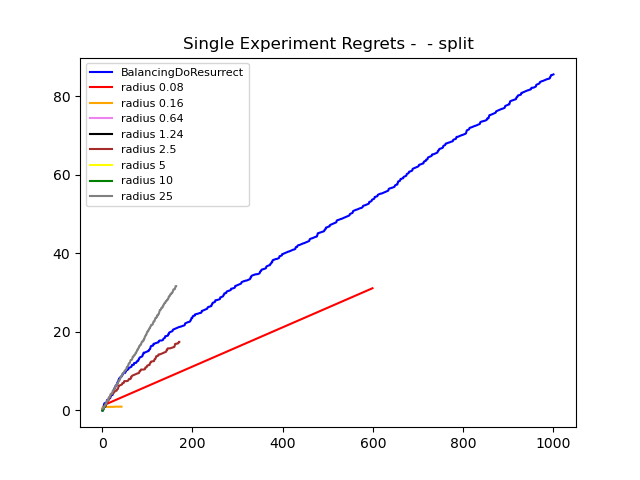 Single Experiment Regrets -  - split
BalancingDoResurrect
radius 0.08
radius 0.16
radius 0.64
radius 1.24
radius 2.5
radius 5
radius 10
radius 25
80
60
40
20
0
0 200 400 600 800 1000